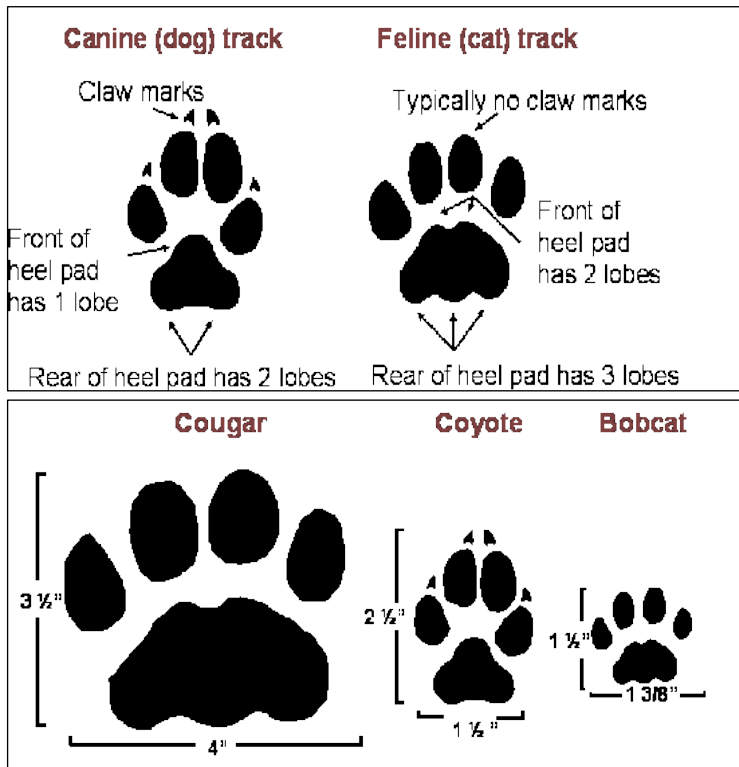 Canine (dog) track
Feline (cat) track
Claw marks
Typically no claw marks
Front of
heel pad
has 1 lobe
Front of
heel pad
has 2 lobes
Rear of heel pad has 2 lobes
Rear of heel pad has 3 lobes
Cougar
Coyote
Bobcat
3 ½"
4"
2 ½"
1 ½"
1 ½"
1 3/8"